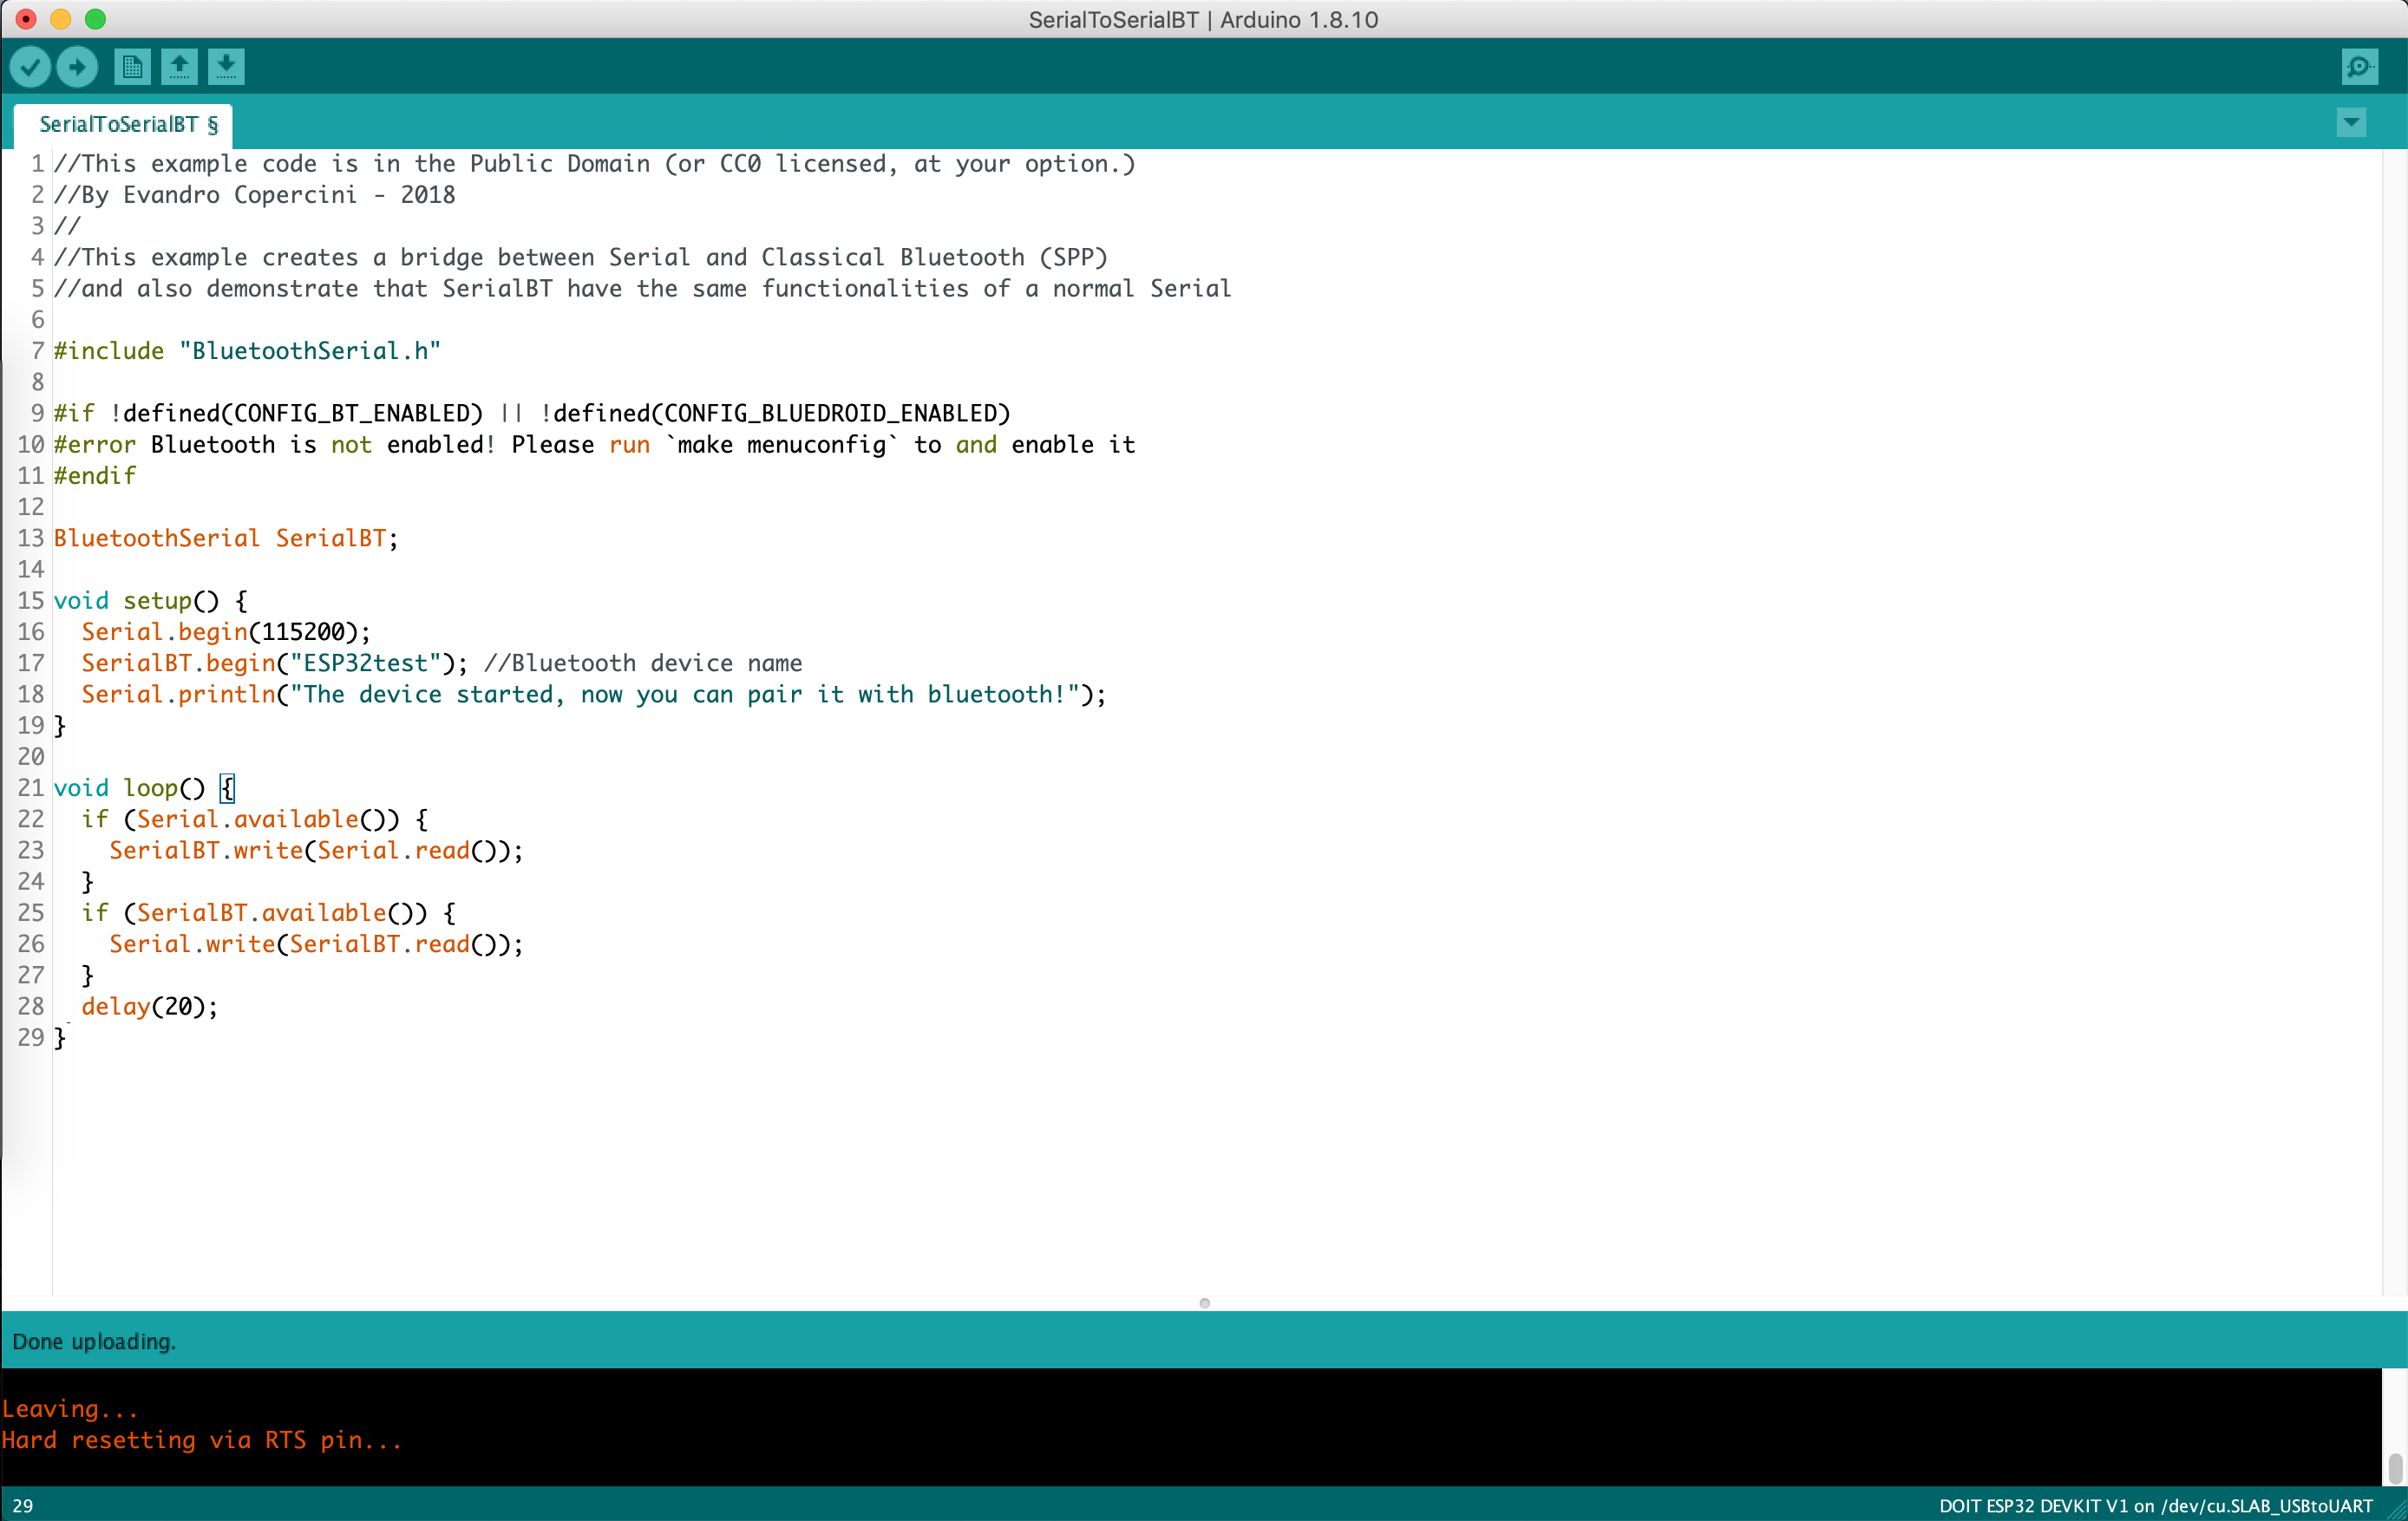 SerialToSerialBT | Arduino 1.8.10
SerialToSerialBT §
1 //This example code is in the Public Domain (or CC0 licensed, at your option.)
2 //By Evandro Copercini - 2018
3 //
4 //This example creates a bridge between Serial and Classical Bluetooth (SPP)
5 //and also demonstrate that SerialBT have the same functionalities of a normal Serial
6
7 #include "BluetoothSerial.h"
8
9 #if !defined(CONFIG_BT_ENABLED) || !defined(CONFIG_BLUEDROID_ENABLED)
10 #error Bluetooth is not enabled! Please run `make menuconfig` to and enable it
11 #endif
12
13 BluetoothSerial SerialBT;
14
15 void setup() {
16   Serial.begin(115200);
17   SerialBT.begin("ESP32test"); //Bluetooth device name
18   Serial.println("The device started, now you can pair it with bluetooth!");
19 }
20
21 void loop() {
22   if (Serial.available()) {
23     SerialBT.write(Serial.read());
24   }
25   if (SerialBT.available()) {
26     Serial.write(SerialBT.read());
27   }
28   delay(20);
29 }
Done uploading.
Leaving...
Hard resetting via RTS pin...
29
DOIT ESP32 DEVKIT V1 on /dev/cu.SLAB_USBtoUART